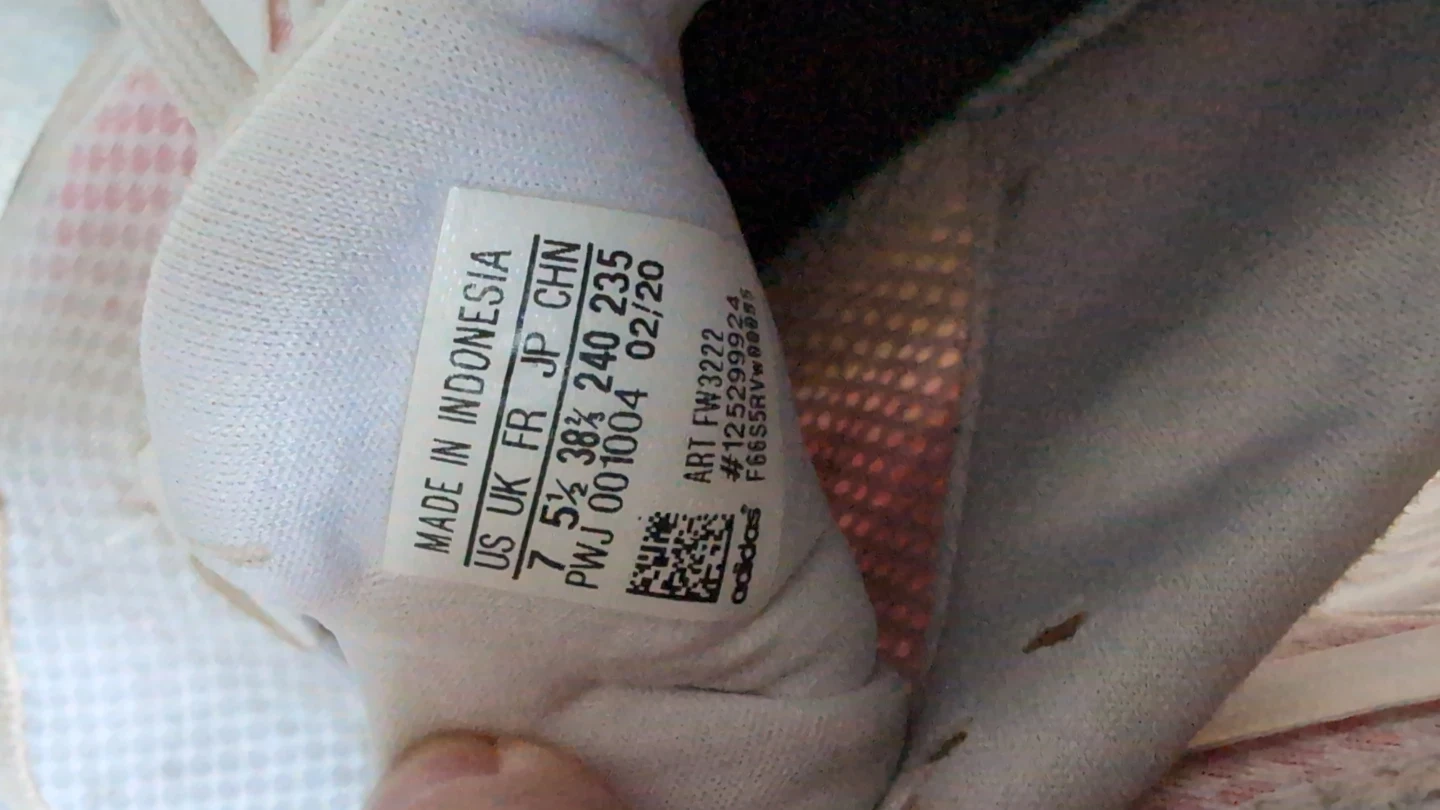 MADE IN INDONESIA
US UK FR JP CHN
7 5½ 38⅔ 240 235
PWJ 001004 02/20
ART FW3222
#125299924
adidas